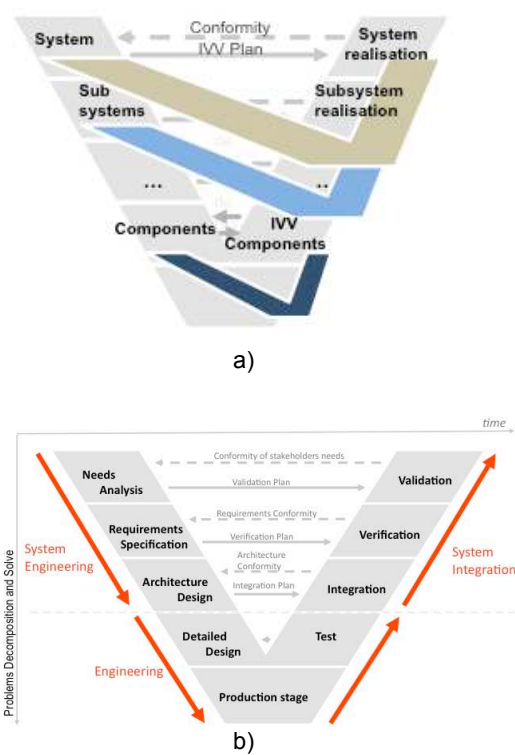 Conformity
System
IVV Plan
System
realisation
Sub
systems
Subsystem
realisation
...
..
Components
IVV
Components
a)
time
Conformity of stakeholders needs
Needs
Analysis
Validation Plan
Validation
Requirements Conformity
Requirements
Specification
Verification Plan
Verification
System
Engineering
Architecture
Conformity
System
Integration
Architecture
Design
Integration Plan
Integration
Problems Decomposition and Solve
Detailed
Design
Test
Engineering
Production stage
b)